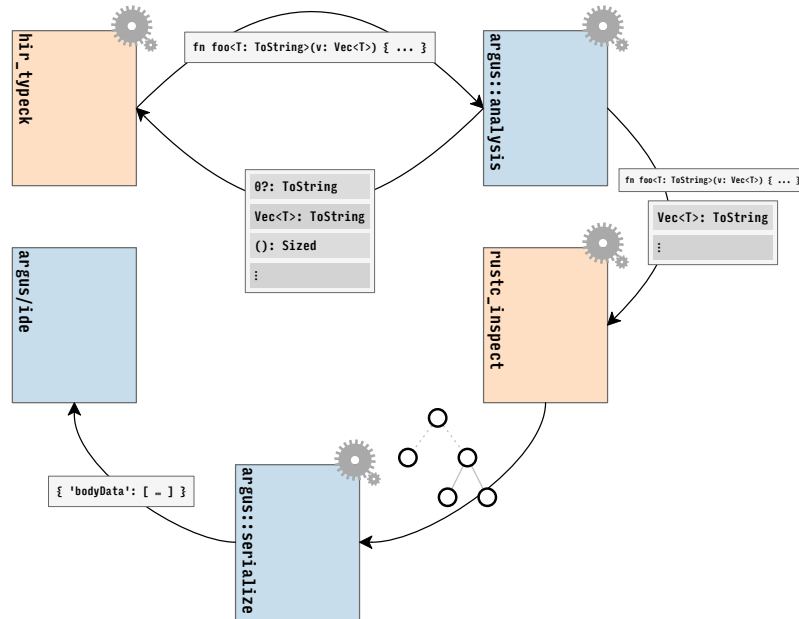 hir_typeck
fn foo<T: ToString>(v: Vec<T>) { ... }
argus::analysis
θ?: ToString
Vec<T>: ToString
(): Sized
⋮
fn foo<T: ToString>(v: Vec<T>) { ... }
Vec<T>: ToString
⋮
argus/ide
rustc_inspect
{ 'bodyData': [ … ] }
argus::serialize